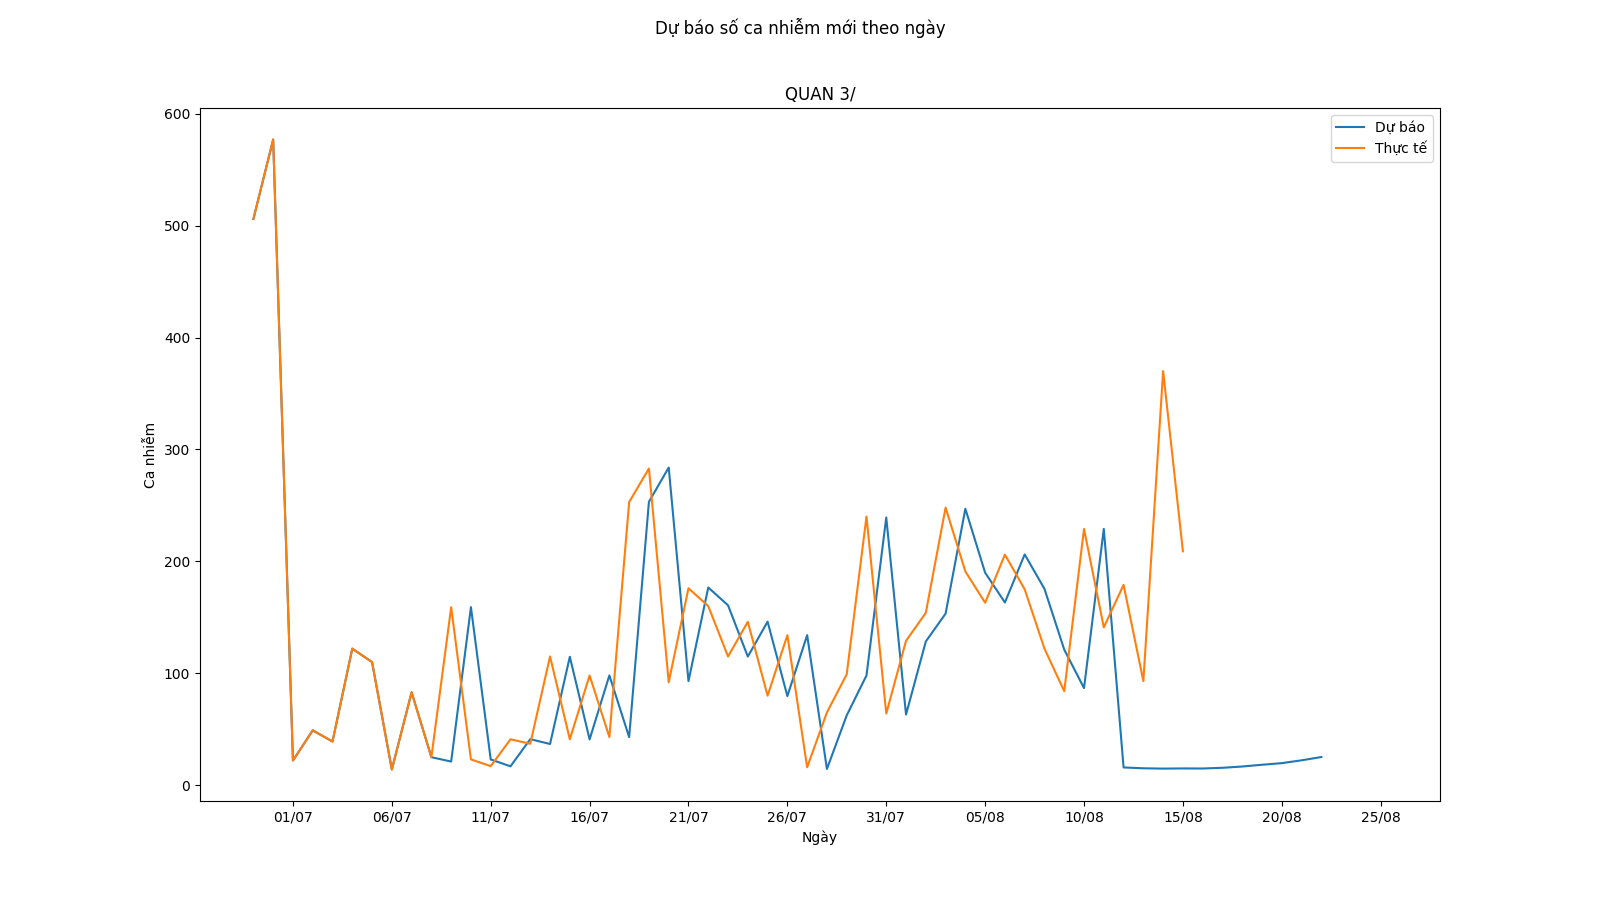 Dự báo số ca nhiễm mới theo ngày
QUAN 3/
600
500
400
300
200
100
0
Ca nhiễm
Dự báo
Thực tế
01/07 06/07 11/07 16/07 21/07 26/07 31/07 05/08 10/08 15/08 20/08 25/08
Ngày